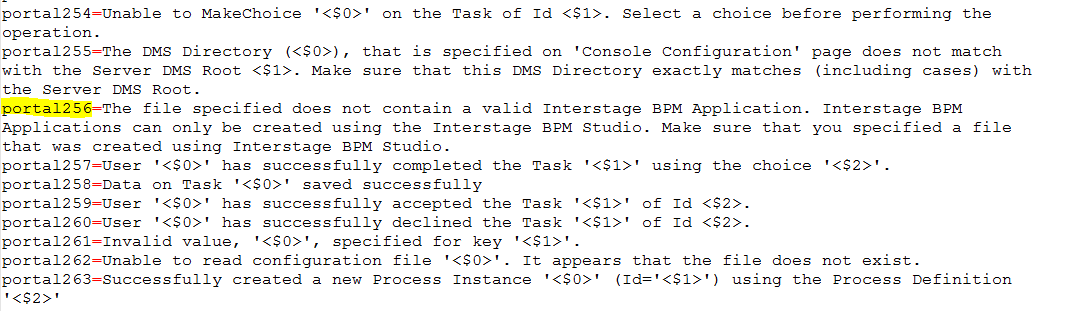 portal254=Unable to MakeChoice '<$0>' on the Task of Id <$1>. Select a choice before performing the
operation.
portal255=The DMS Directory (<$0>), that is specified on 'Console Configuration' page does not match
with the Server DMS Root <$1>. Make sure that this DMS Directory exactly matches (including cases) with
the Server DMS Root.
portal256=The file specified does not contain a valid Interstage BPM Application. Interstage BPM
Applications can only be created using the Interstage BPM Studio. Make sure that you specified a file
that was created using Interstage BPM Studio.
portal257=User '<$0>' has successfully completed the Task '<$1>' using the choice '<$2>'.
portal258=Data on Task '<$0>' saved successfully
portal259=User '<$0>' has successfully accepted the Task '<$1>' of Id <$2>.
portal260=User '<$0>' has successfully declined the Task '<$1>' of Id <$2>.
portal261=Invalid value, '<$0>', specified for key '<$1>'.
portal262=Unable to read configuration file '<$0>'. It appears that the file does not exist.
portal263=Successfully created a new Process Instance '<$0>' (Id='<$1>') using the Process Definition
'<$2>'